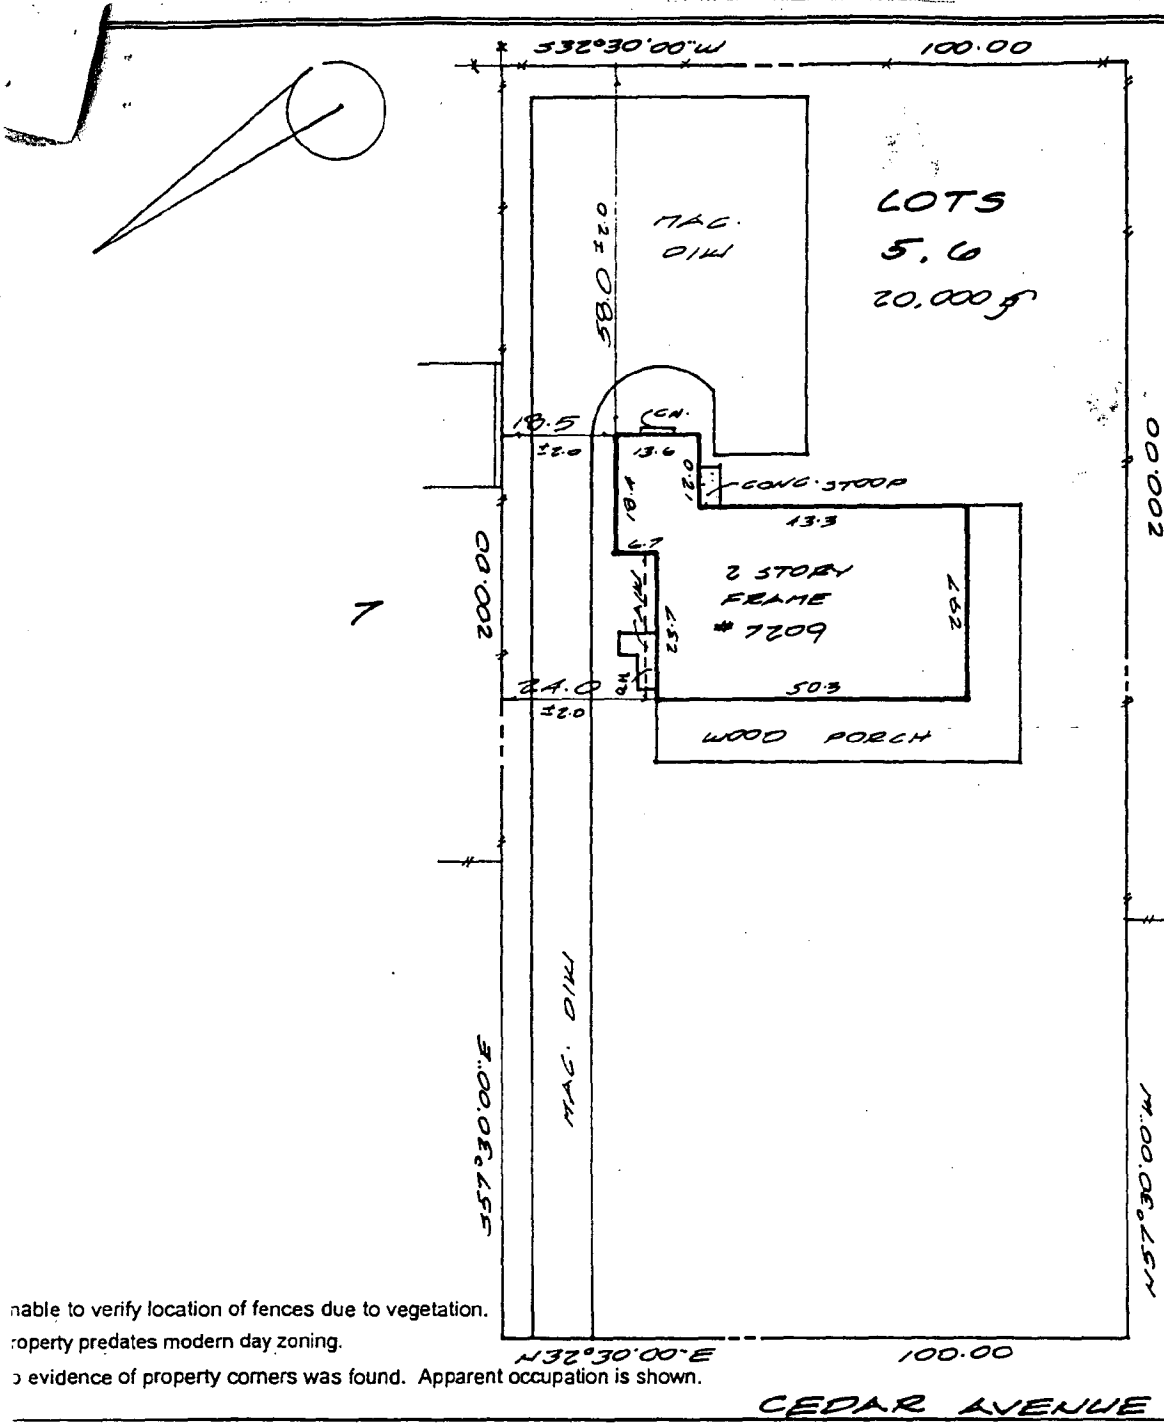 S32°30'00"W 100.00
LOTS
5, 6
20,000
MAC.
DIW
58.0 ±2.0
18.5
±2.0
CH.
13.6
12.0
CONC. STOOP
18.4
43.3
6.7
2 STORY
FRAME
# 7209
29.7
23.7
BH
24.0
±2.0
50.3
WOOD PORCH
7
200.00
200.00
MAC. DIW
S57°30'00"E
N57°30'00"W
nable to verify location of fences due to vegetation.
roperty predates modern day zoning.
o evidence of property corners was found. Apparent occupation is shown.
N32°30'00"E 100.00
CEDAR AVENUE